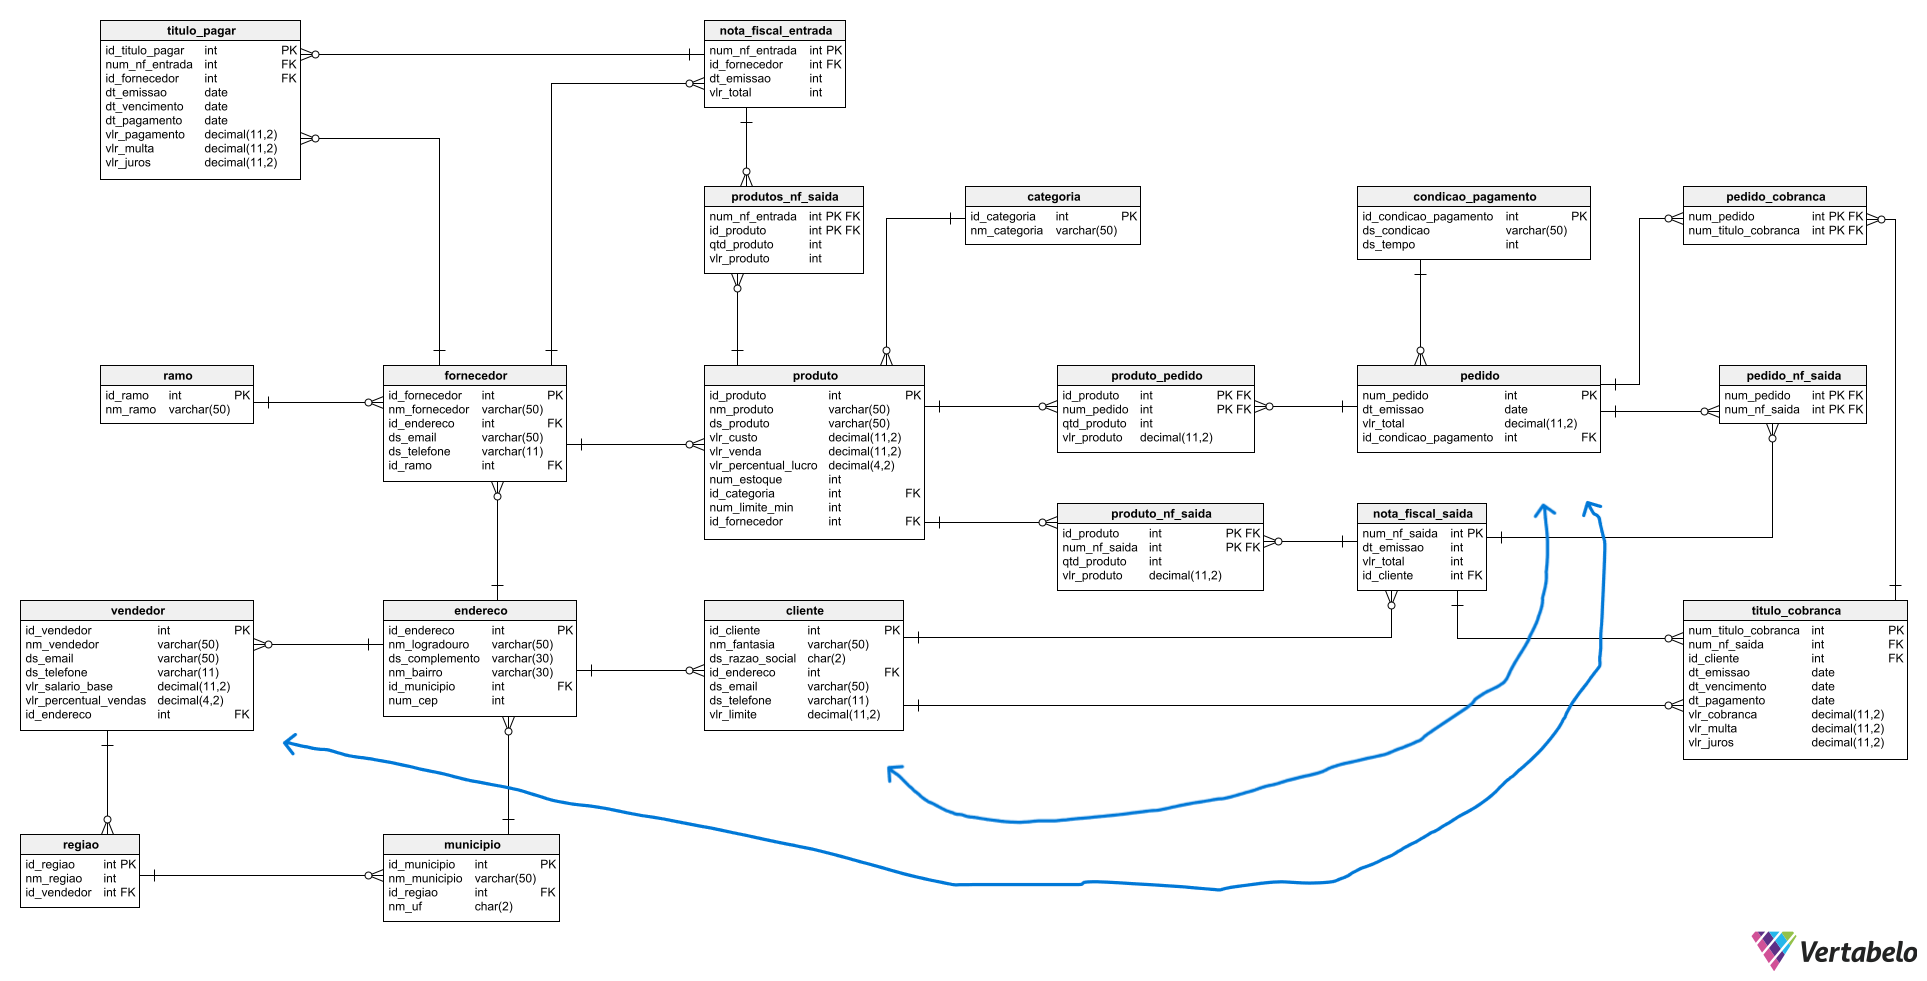 titulo_pagar
id_titulo_pagar int PK
num_nf_entrada int FK
id_fornecedor int FK
dt_emissao date
dt_vencimento date
dt_pagamento date
vlr_pagamento decimal(11,2)
vlr_multa decimal(11,2)
vlr_juros decimal(11,2)
nota_fiscal_entrada
num_nf_entrada int PK
id_fornecedor int FK
dt_emissao int
vlr_total int
produtos_nf_saida
num_nf_entrada int PK FK
id_produto int PK FK
qtd_produto int
vlr_produto int
categoria
id_categoria int PK
nm_categoria varchar(50)
condicao_pagamento
id_condicao_pagamento int PK
ds_condicao varchar(50)
ds_tempo int
pedido_cobranca
num_pedido int PK FK
num_titulo_cobranca int PK FK
ramo
id_ramo int PK
nm_ramo varchar(50)
fornecedor
id_fornecedor int PK
nm_fornecedor varchar(50)
id_endereco int FK
ds_email varchar(50)
ds_telefone varchar(11)
id_ramo int FK
produto
id_produto int PK
nm_produto varchar(50)
ds_produto varchar(50)
vlr_custo decimal(11,2)
vlr_venda decimal(11,2)
vlr_percentual_lucro decimal(4,2)
num_estoque int
id_categoria int FK
num_limite_min int
id_fornecedor int FK
produto_pedido
id_produto int PK FK
num_pedido int PK FK
qtd_produto int
vlr_produto decimal(11,2)
pedido
num_pedido int PK
dt_emissao date
vlr_total decimal(11,2)
id_condicao_pagamento int FK
pedido_nf_saida
num_pedido int PK FK
num_nf_saida int PK FK
produto_nf_saida
id_produto int PK FK
num_nf_saida int PK FK
qtd_produto int
vlr_produto decimal(11,2)
nota_fiscal_saida
num_nf_saida int PK
dt_emissao int
vlr_total int
id_cliente int FK
vendedor
id_vendedor int PK
nm_vendedor varchar(50)
ds_email varchar(50)
ds_telefone varchar(11)
vlr_salario_base decimal(11,2)
vlr_percentual_vendas decimal(4,2)
id_endereco int FK
endereco
id_endereco int PK
nm_logradouro varchar(50)
ds_complemento varchar(30)
nm_bairro varchar(30)
id_municipio int FK
num_cep int
cliente
id_cliente int PK
nm_fantasia varchar(50)
ds_razao_social char(2)
id_endereco int FK
ds_email varchar(50)
ds_telefone varchar(11)
vlr_limite decimal(11,2)
titulo_cobranca
num_titulo_cobranca int PK
num_nf_saida int FK
id_cliente int FK
dt_emissao date
dt_vencimento date
dt_pagamento date
vlr_cobranca decimal(11,2)
vlr_multa decimal(11,2)
vlr_juros decimal(11,2)
regiao
id_regiao int PK
nm_regiao int
id_vendedor int FK
municipio
id_municipio int PK
nm_municipio varchar(50)
id_regiao int FK
nm_uf char(2)
Vertabelo